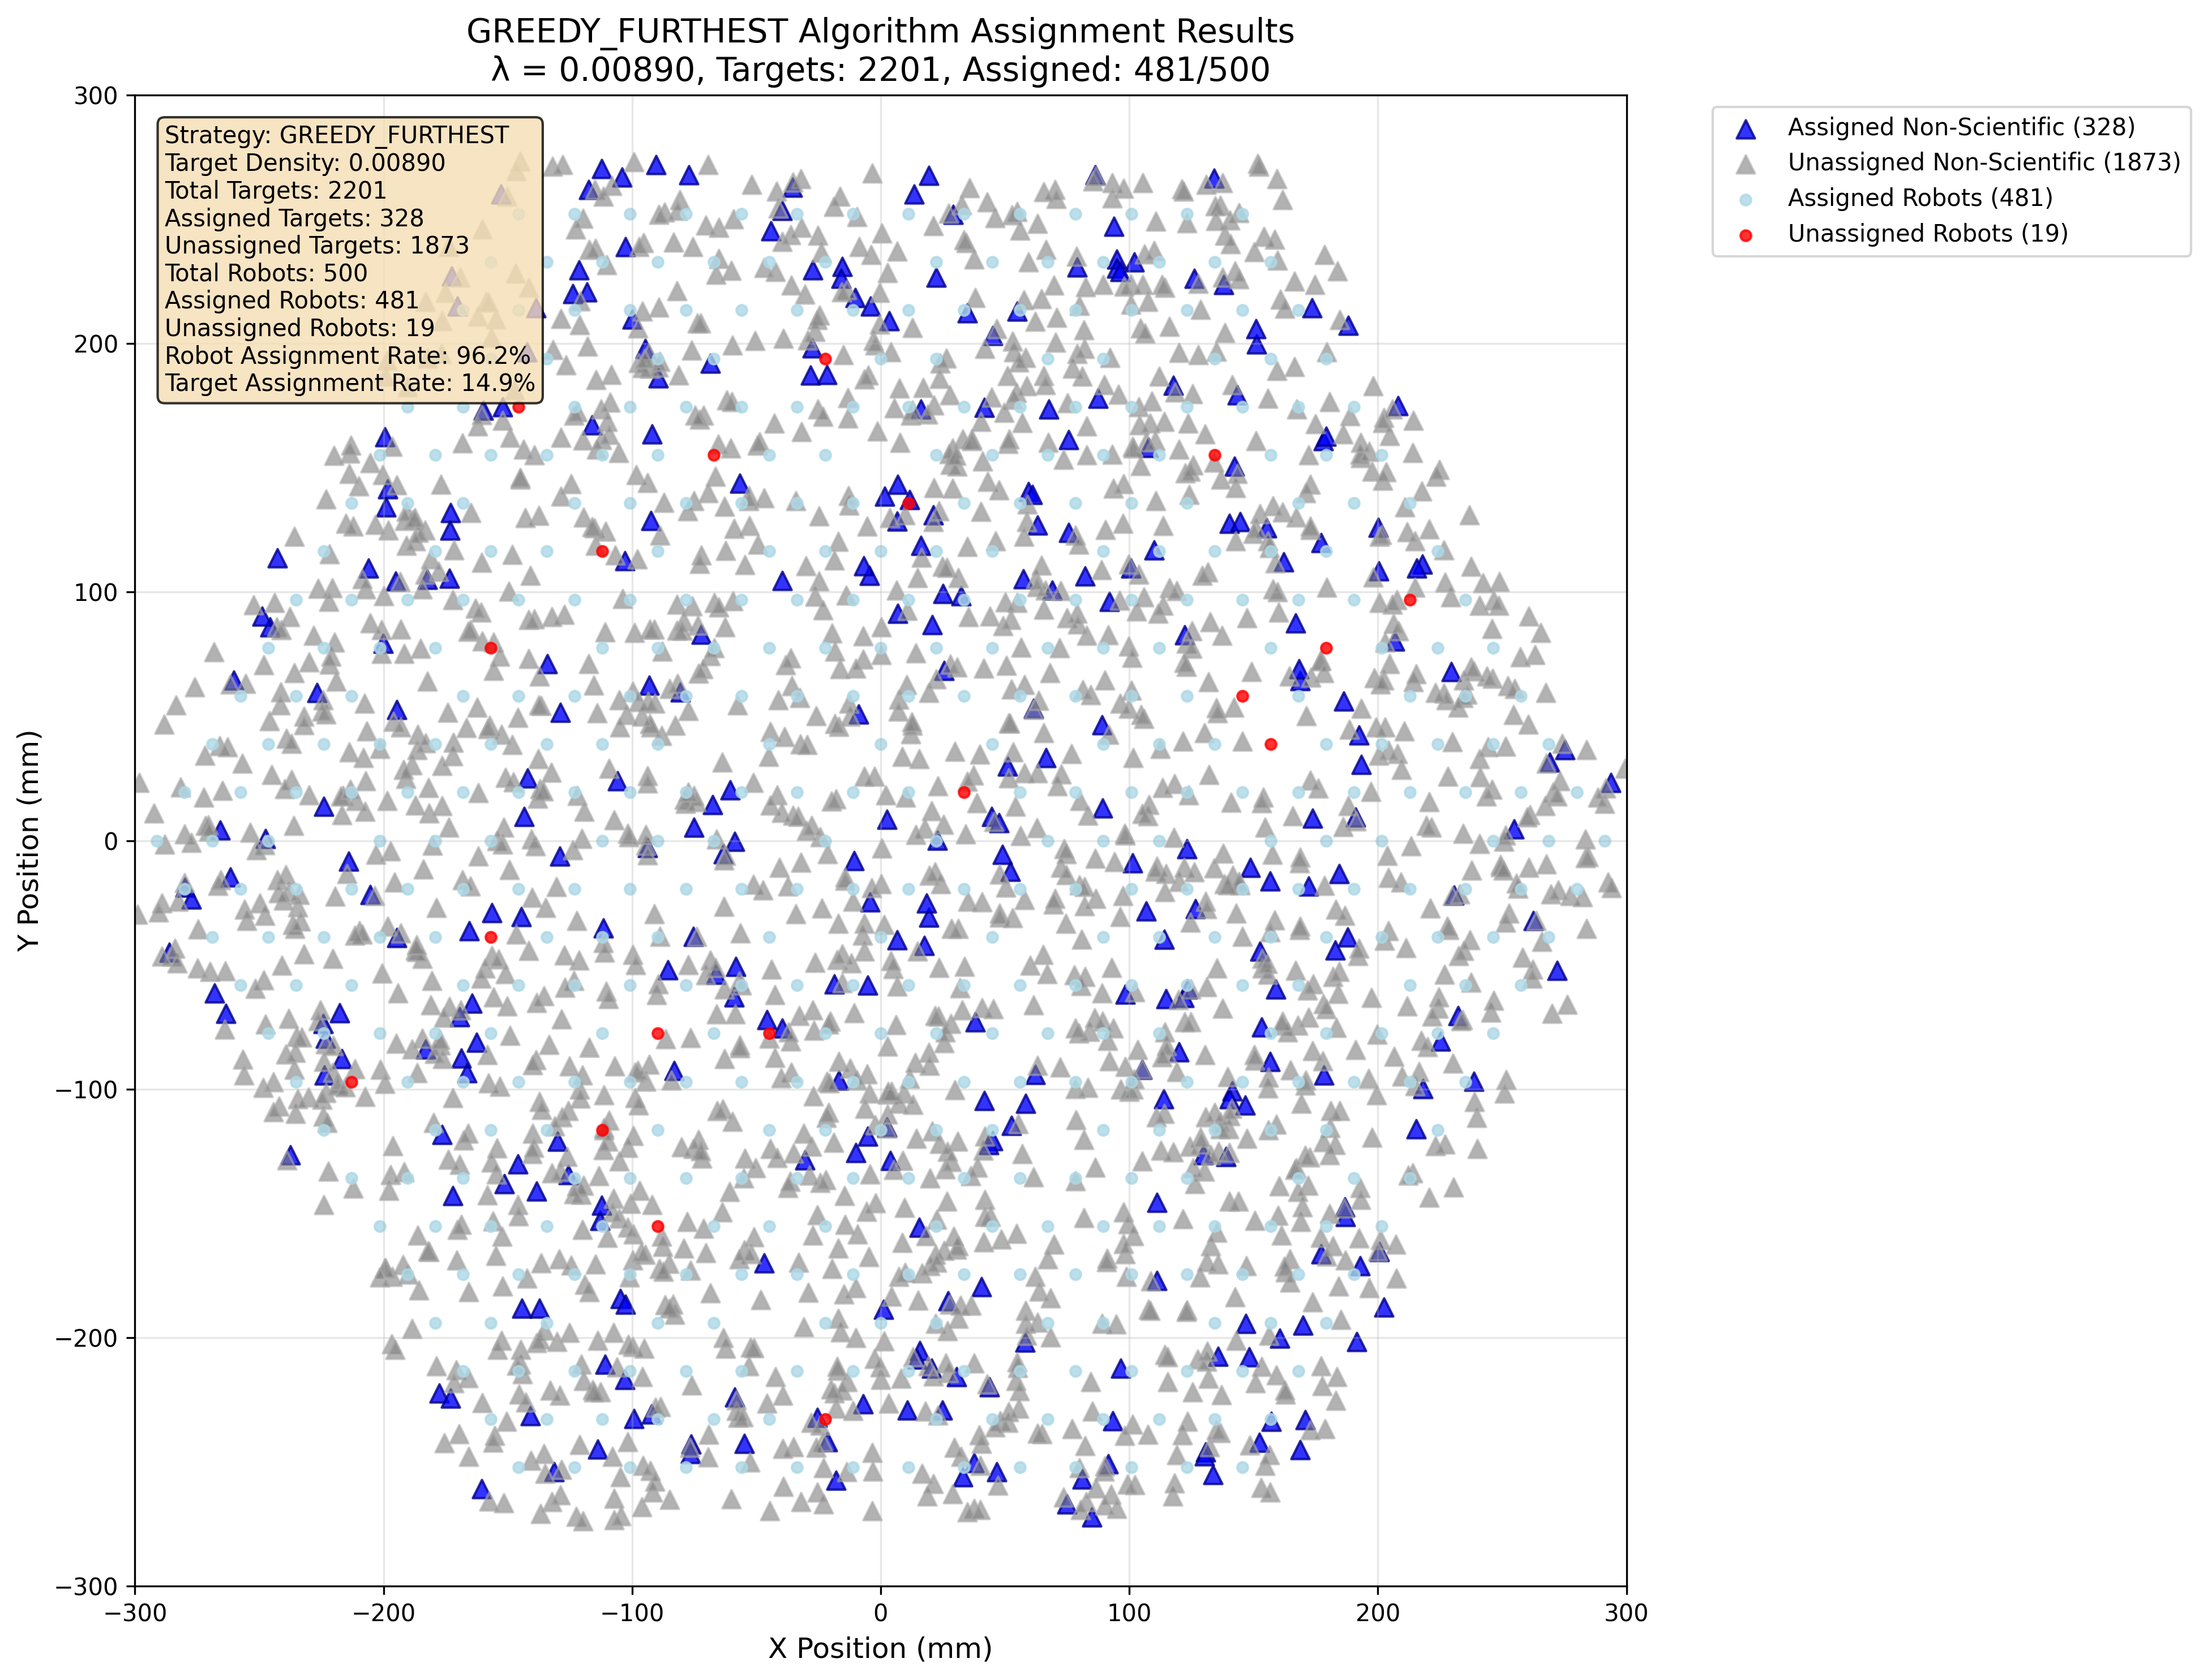 GREEDY_FURTHEST Algorithm Assignment Results
λ = 0.00890, Targets: 2201, Assigned: 481/500
Strategy: GREEDY_FURTHEST
Target Density: 0.00890
Total Targets: 2201
Assigned Targets: 328
Unassigned Targets: 1873
Total Robots: 500
Assigned Robots: 481
Unassigned Robots: 19
Robot Assignment Rate: 96.2%
Target Assignment Rate: 14.9%
Assigned Non-Scientific (328)
Unassigned Non-Scientific (1873)
Assigned Robots (481)
Unassigned Robots (19)
Y Position (mm)
300
200
100
0
−100
−200
−300
−300 −200 −100 0 100 200 300
X Position (mm)